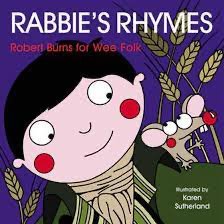 RABBIE'S RHYMES
Robert Burns for Wee Folk
Illustrated by
Karen
Sutherland